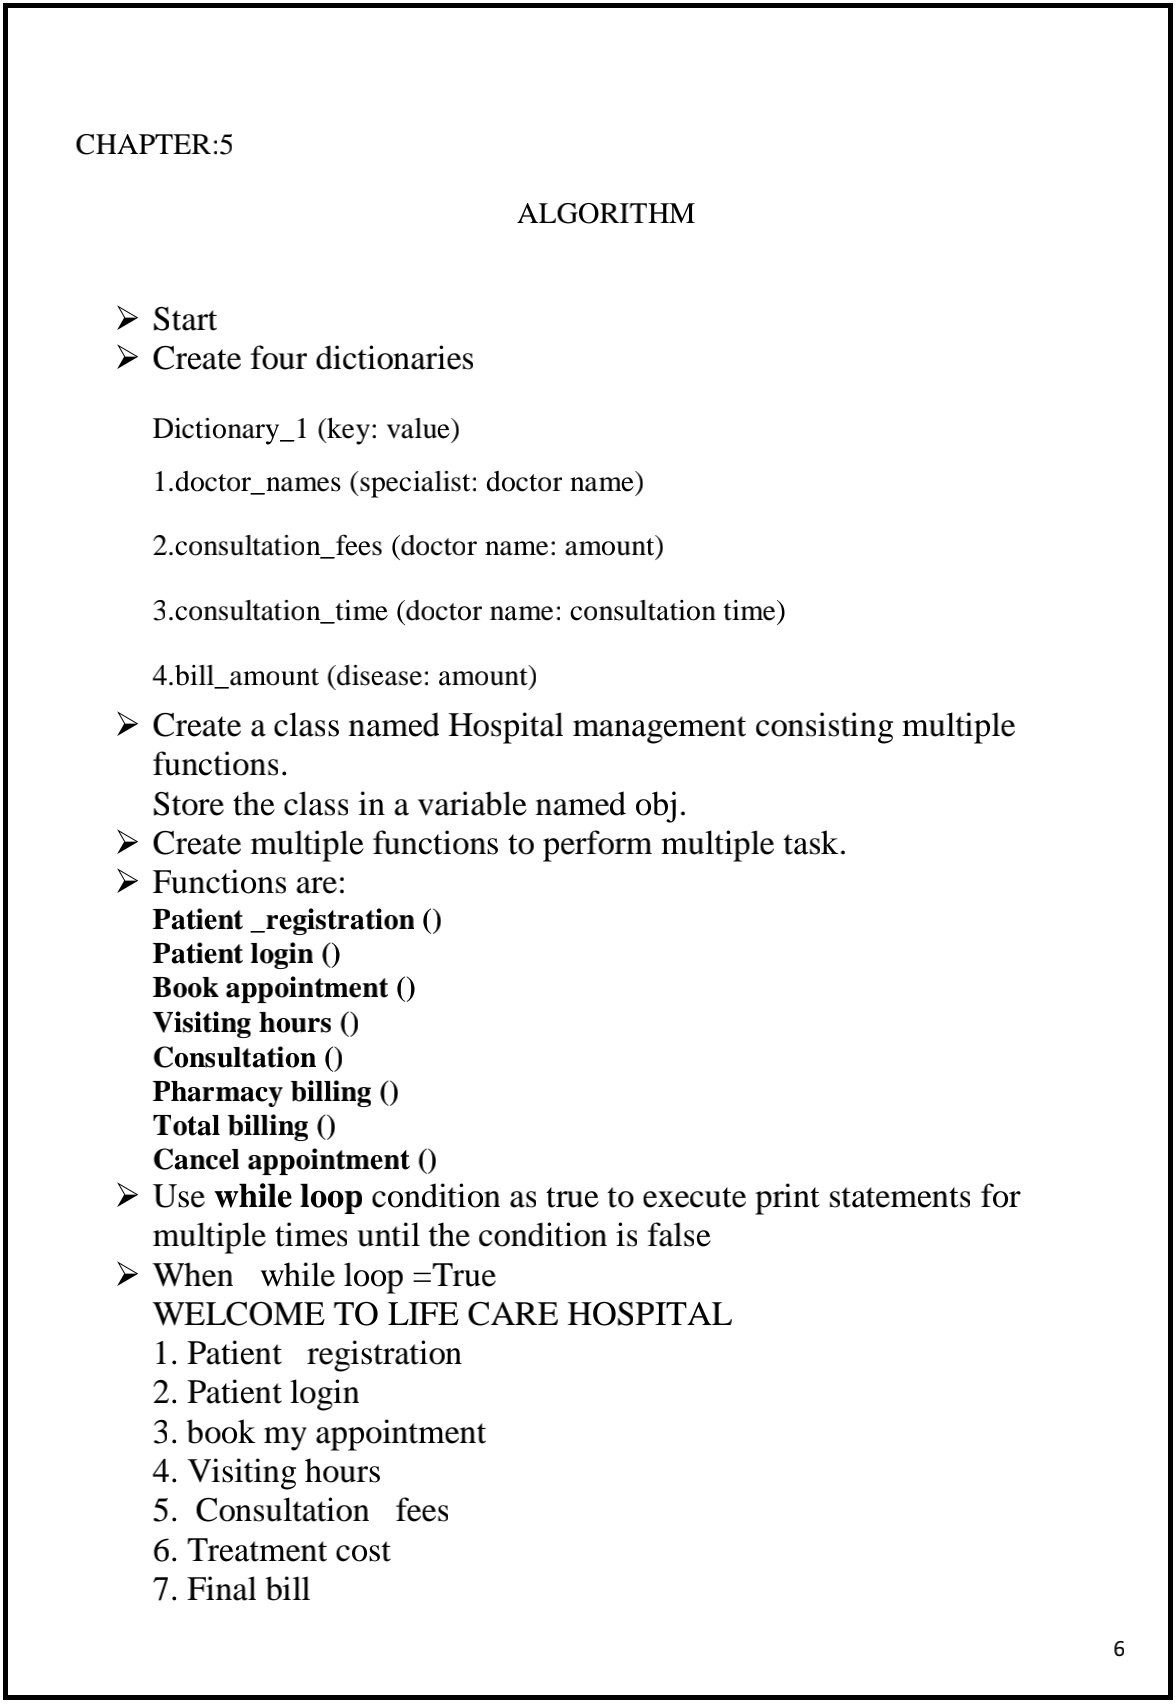 CHAPTER:5
ALGORITHM
➢ Start
➢ Create four dictionaries
Dictionary_1 (key: value)
1.doctor_names (specialist: doctor name)
2.consultation_fees (doctor name: amount)
3.consultation_time (doctor name: consultation time)
4.bill_amount (disease: amount)
➢ Create a class named Hospital management consisting multiple
functions.
Store the class in a variable named obj.
➢ Create multiple functions to perform multiple task.
➢ Functions are:
Patient _registration ()
Patient login ()
Book appointment ()
Visiting hours ()
Consultation ()
Pharmacy billing ()
Total billing ()
Cancel appointment ()
➢ Use while loop condition as true to execute print statements for
multiple times until the condition is false
➢ When   while loop =True
WELCOME TO LIFE CARE HOSPITAL
1. Patient   registration
2. Patient login
3. book my appointment
4. Visiting hours
5.  Consultation   fees
6. Treatment cost
7. Final bill
6